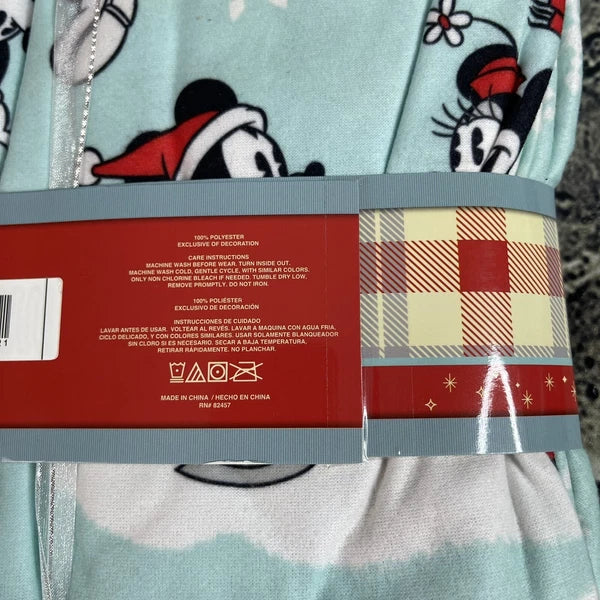 100% POLYESTER
EXCLUSIVE OF DECORATION
CARE INSTRUCTIONS
MACHINE WASH BEFORE WEAR. TURN INSIDE OUT.
MACHINE WASH COLD, GENTLE CYCLE, WITH SIMILAR COLORS.
ONLY NON CHLORINE BLEACH IF NEEDED. TUMBLE DRY LOW,
REMOVE PROMPTLY. DO NOT IRON.
100% POLIÉSTER
EXCLUSIVO DE DECORACIÓN
INSTRUCCIONES DE CUIDADO
LAVAR ANTES DE USAR. VOLTEAR AL REVÉS. LAVAR A MAQUINA CON AGUA FRIA,
CICLO DELICADO, Y CON COLORES SIMILARES. USAR SOLAMENTE BLANQUEADOR
SIN CLORO SI ES NECESARIO. SECAR A BAJA TEMPERATURA,
RETIRAR RÁPIDAMENTE. NO PLANCHAR.
MADE IN CHINA / HECHO EN CHINA
RN# 82457